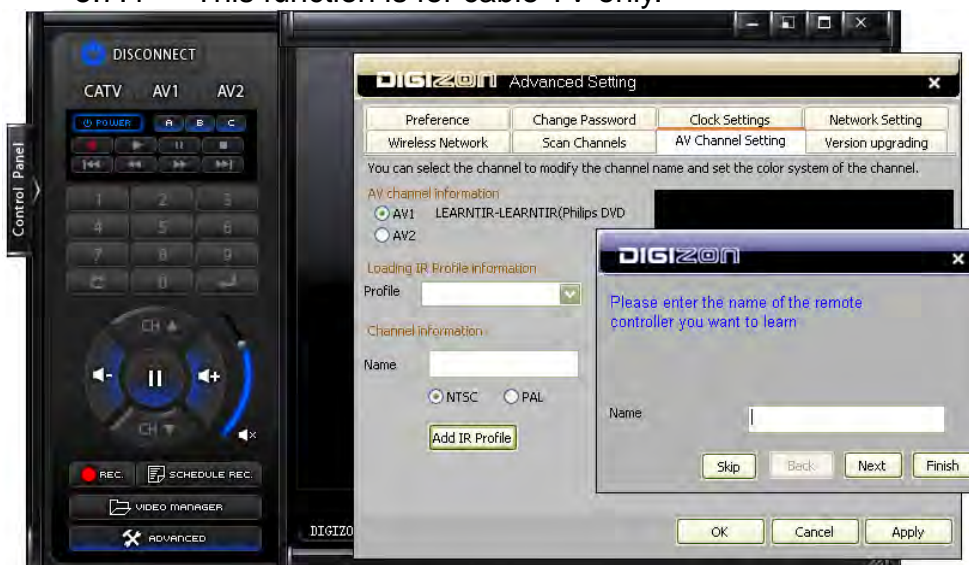 This function is for cable TV only.
DISCONNECT
CATV AV1 AV2
POWER A B C
1 2 3
4 5 6
7 8 9
C 0
CH
CH
REC. SCHEDULE REC.
VIDEO MANAGER
ADVANCED
Control Panel
DIGIZO
DIGIZON Advanced Setting
Preference Change Password Clock Settings Network Setting
Wireless Network Scan Channels AV Channel Setting Version upgrading
You can select the channel to modify the channel name and set the color system of the channel.
AV channel information
AV1 LEARNTIR-LEARNTIR(Philips DVD
AV2
Loading IR Profile information
Profile
Channel information
Name
NTSC PAL
Add IR Profile
OK Cancel Apply
DIGIZON
Please enter the name of the remote
controller you want to learn
Name
Skip Back Next Finish